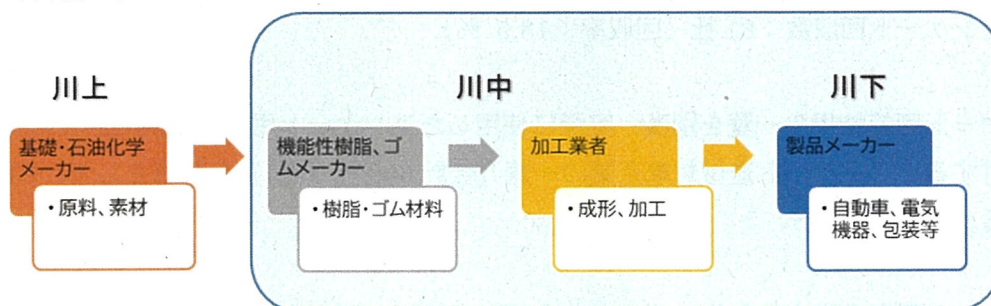 川上
川中
川下
基礎・石油化学
メーカー
・原料、素材
機能性樹脂、ゴ
ムメーカー
・樹脂・ゴム材料
加工業者
・成形、加工
製品メーカー
・自動車、電気
機器、包装等